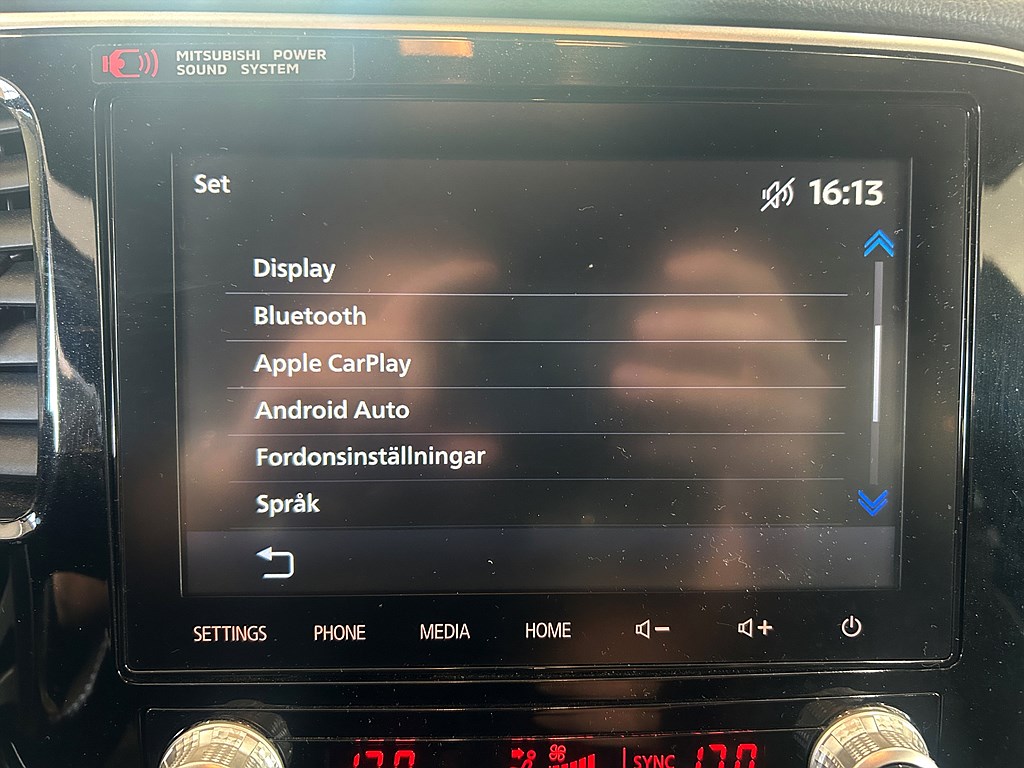 MITSUBISHI POWER
SOUND SYSTEM
Set
16:13
Display
Bluetooth
Apple CarPlay
Android Auto
Fordonsinställningar
Språk
SETTINGS PHONE MEDIA HOME
SYNC